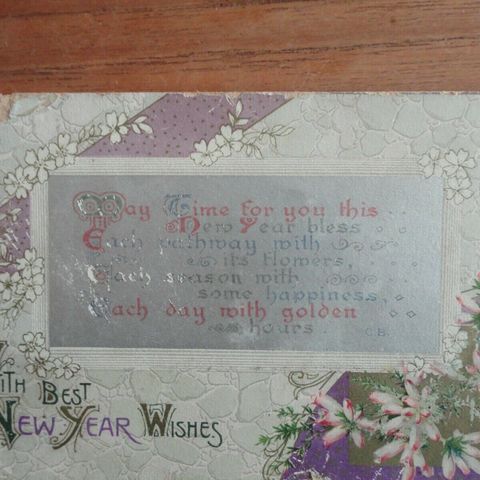 May Time for you this
New Year bless
Each pathway with
its flowers,
Each season with
some happiness,
Each day with golden
hours.
C.B.
WITH BEST
NEW YEAR WISHES